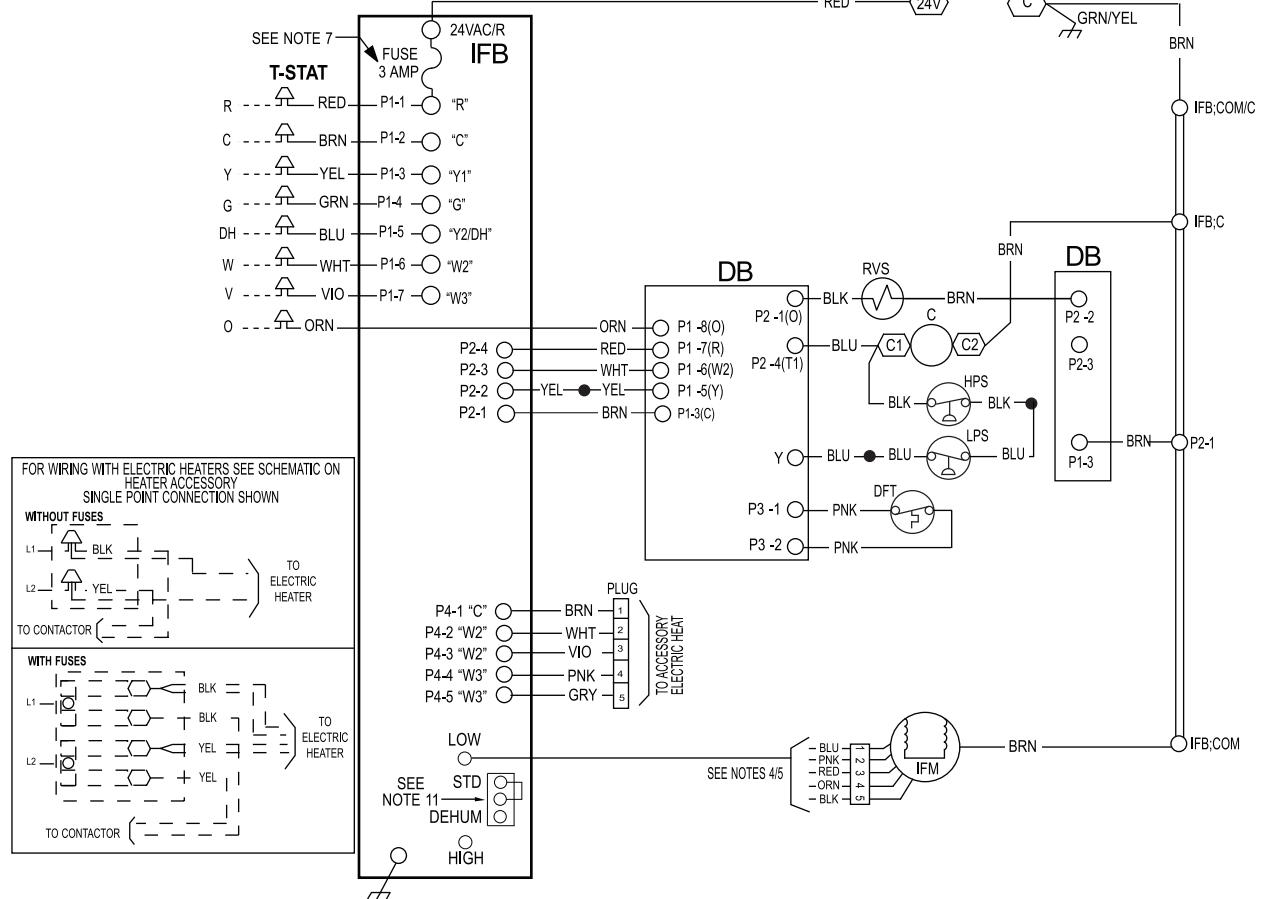 RED
24V
C
GRN/YEL
BRN
SEE NOTE 7
24VAC/R
IFB
FUSE
3 AMP
T-STAT
R RED P1-1 "R"
C BRN P1-2 "C"
Y YEL P1-3 "Y1"
G GRN P1-4 "G"
DH BLU P1-5 "Y2/DH"
W WHT P1-6 "W2"
V VIO P1-7 "W3"
O ORN
ORN P1 -8(O)
P2-4 RED P1 -7(R)
P2-3 WHT P1 -6(W2)
P2-2 YEL YEL P1 -5(Y)
P2-1 BRN P1-3(C)
DB
P2 -1(O)
BLK
RVS
BRN
P2 -4(T1)
BLU
C1
C
C2
BRN
HPS
BLK BLK
LPS
Y BLU BLU BLU
DFT
P3 -1 PNK
P3 -2 PNK
DB
P2 -2
P2-3
P1-3
BRN
P2-1
IFB;COM/C
IFB;C
IFB;COM
FOR WIRING WITH ELECTRIC HEATERS SEE SCHEMATIC ON
HEATER ACCESSORY
SINGLE POINT CONNECTION SHOWN
WITHOUT FUSES
L1 BLK
L2 YEL
TO
ELECTRIC
HEATER
TO CONTACTOR
WITH FUSES
L1
BLK
BLK
L2
YEL
YEL
TO
ELECTRIC
HEATER
TO CONTACTOR
PLUG
P4-1 "C" BRN 1
P4-2 "W2" WHT 2
P4-3 "W2" VIO 3
P4-4 "W3" PNK 4
P4-5 "W3" GRY 5
TO ACCESSORY
ELECTRIC HEAT
LOW
SEE
NOTE 11
STD
DEHUM
HIGH
SEE NOTES 4/5
BLU 1
PNK 2
RED 3
ORN 4
BLK 5
IFM
BRN